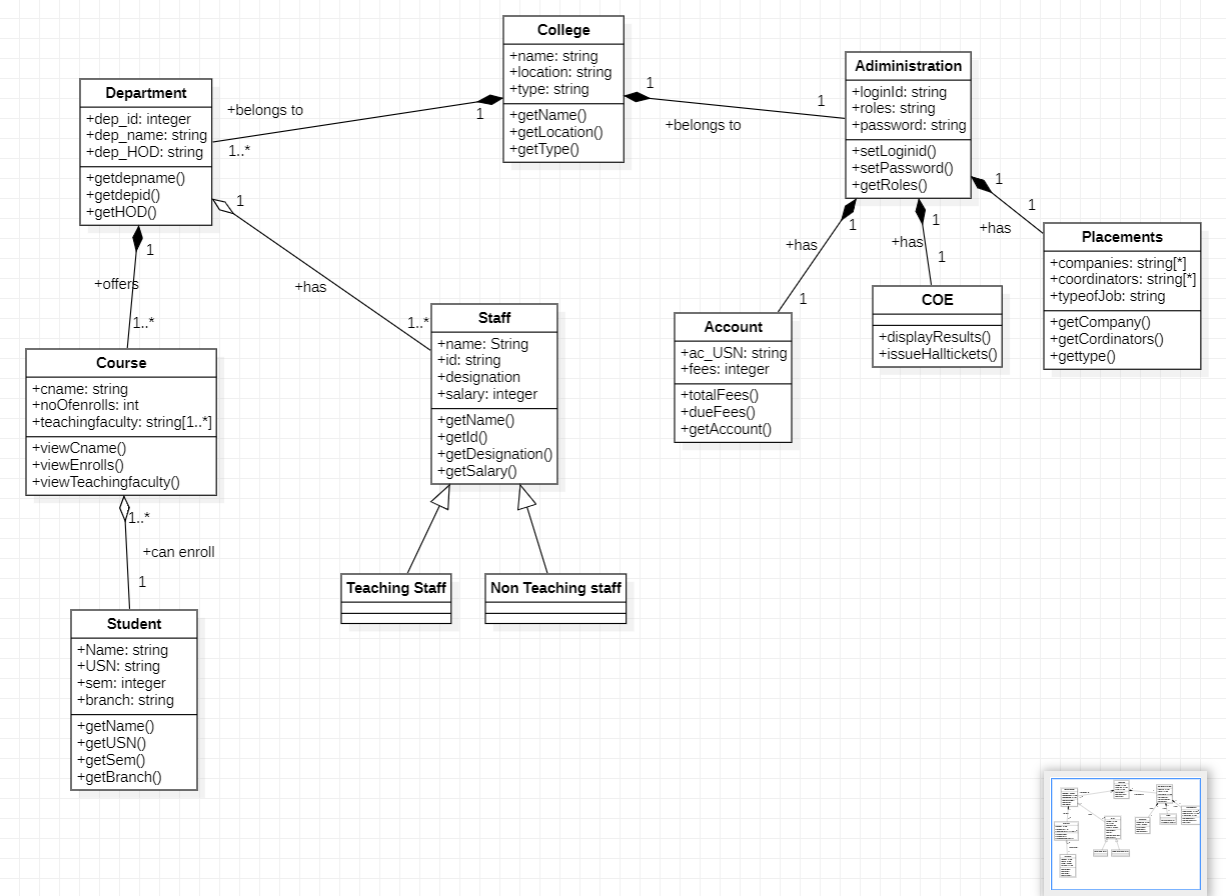 College
+name: string
+location: string
+type: string
+getName()
+getLocation()
+getType()
Adiministration
+loginId: string
+roles: string
+password: string
+setLoginid()
+setPassword()
+getRoles()
Department
+dep_id: integer
+dep_name: string
+dep_HOD: string
+getdepname()
+getdepid()
+getHOD()
+belongs to
1
1..*
1
1
+belongs to
1
+has
1..*
1
+offers
1..*
1
+has
1
1
+has
1
1
+has
1
Placements
+companies: string[*]
+coordinators: string[*]
+typeofJob: string
+getCompany()
+getCordinators()
+gettype()
COE
+displayResults()
+issueHalltickets()
Account
+ac_USN: string
+fees: integer
+totalFees()
+dueFees()
+getAccount()
Staff
+name: String
+id: string
+designation
+salary: integer
+getName()
+getId()
+getDesignation()
+getSalary()
Course
+cname: string
+noOfenrolls: int
+teachingfaculty: string[1..*]
+viewCname()
+viewEnrolls()
+viewTeachingfaculty()
1..*
+can enroll
1
Teaching Staff
Non Teaching staff
Student
+Name: string
+USN: string
+sem: integer
+branch: string
+getName()
+getUSN()
+getSem()
+getBranch()